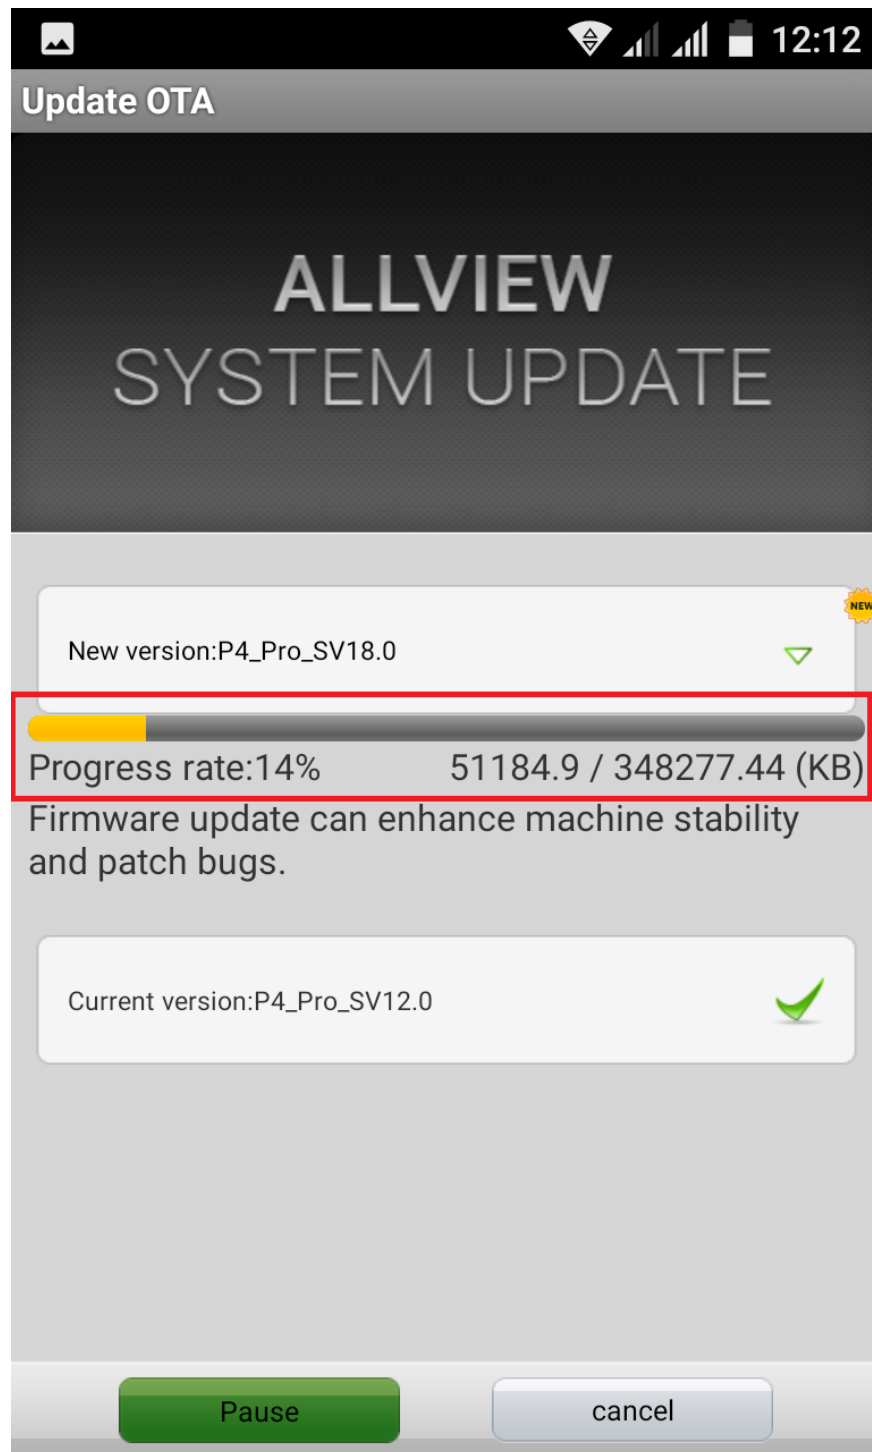 12:12
Update OTA
ALLVIEW
SYSTEM UPDATE
NEW
New version:P4_Pro_SV18.0
Progress rate:14% 51184.9 / 348277.44 (KB)
Firmware update can enhance machine stability
and patch bugs.
Current version:P4_Pro_SV12.0
Pause cancel